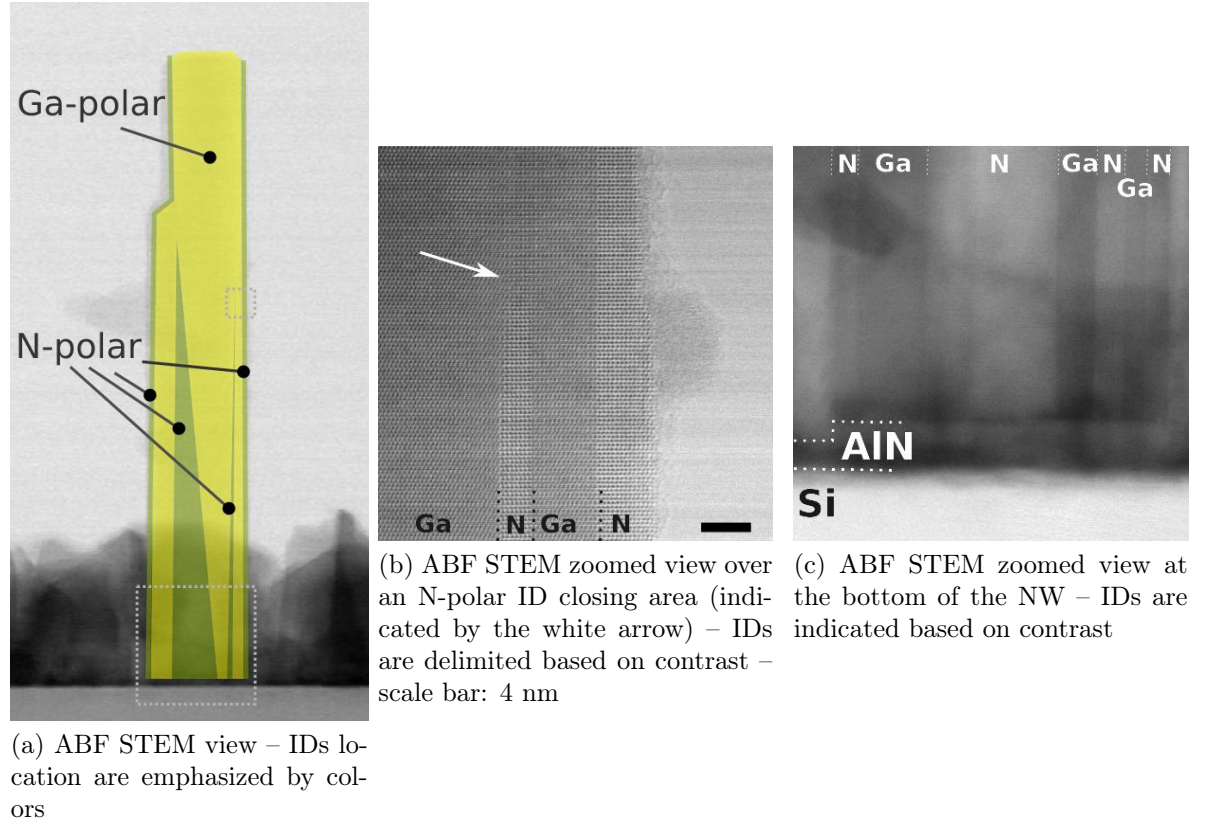 Ga-polar
N-polar
(a) ABF STEM view – IDs lo-
cation are emphasized by col-
ors
Ga N Ga N
(b) ABF STEM zoomed view over
an N-polar ID closing area (indi-
cated by the white arrow) – IDs
are delimited based on contrast –
scale bar: 4 nm
N Ga N Ga N N
Ga
AlN
Si
(c) ABF STEM zoomed view at
the bottom of the NW – IDs are
indicated based on contrast